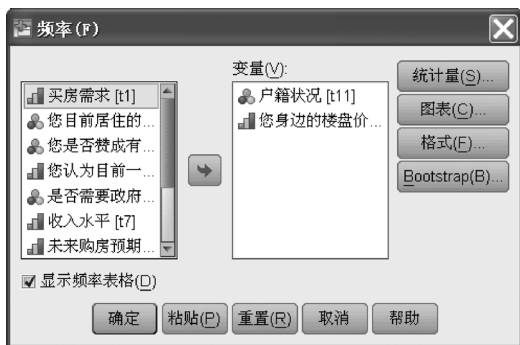 频率(F)
买房需求 [t1]
您目前居住的...
您是否赞成有...
您认为目前一...
是否需要政府...
收入水平 [t7]
未来购房预期...
变量(V):
户籍状况 [t11]
您身边的楼盘价...
统计量(S)...
图表(C)...
格式(F)...
Bootstrap(B)...
显示频率表格(D)
确定 粘贴(P) 重置(R) 取消 帮助